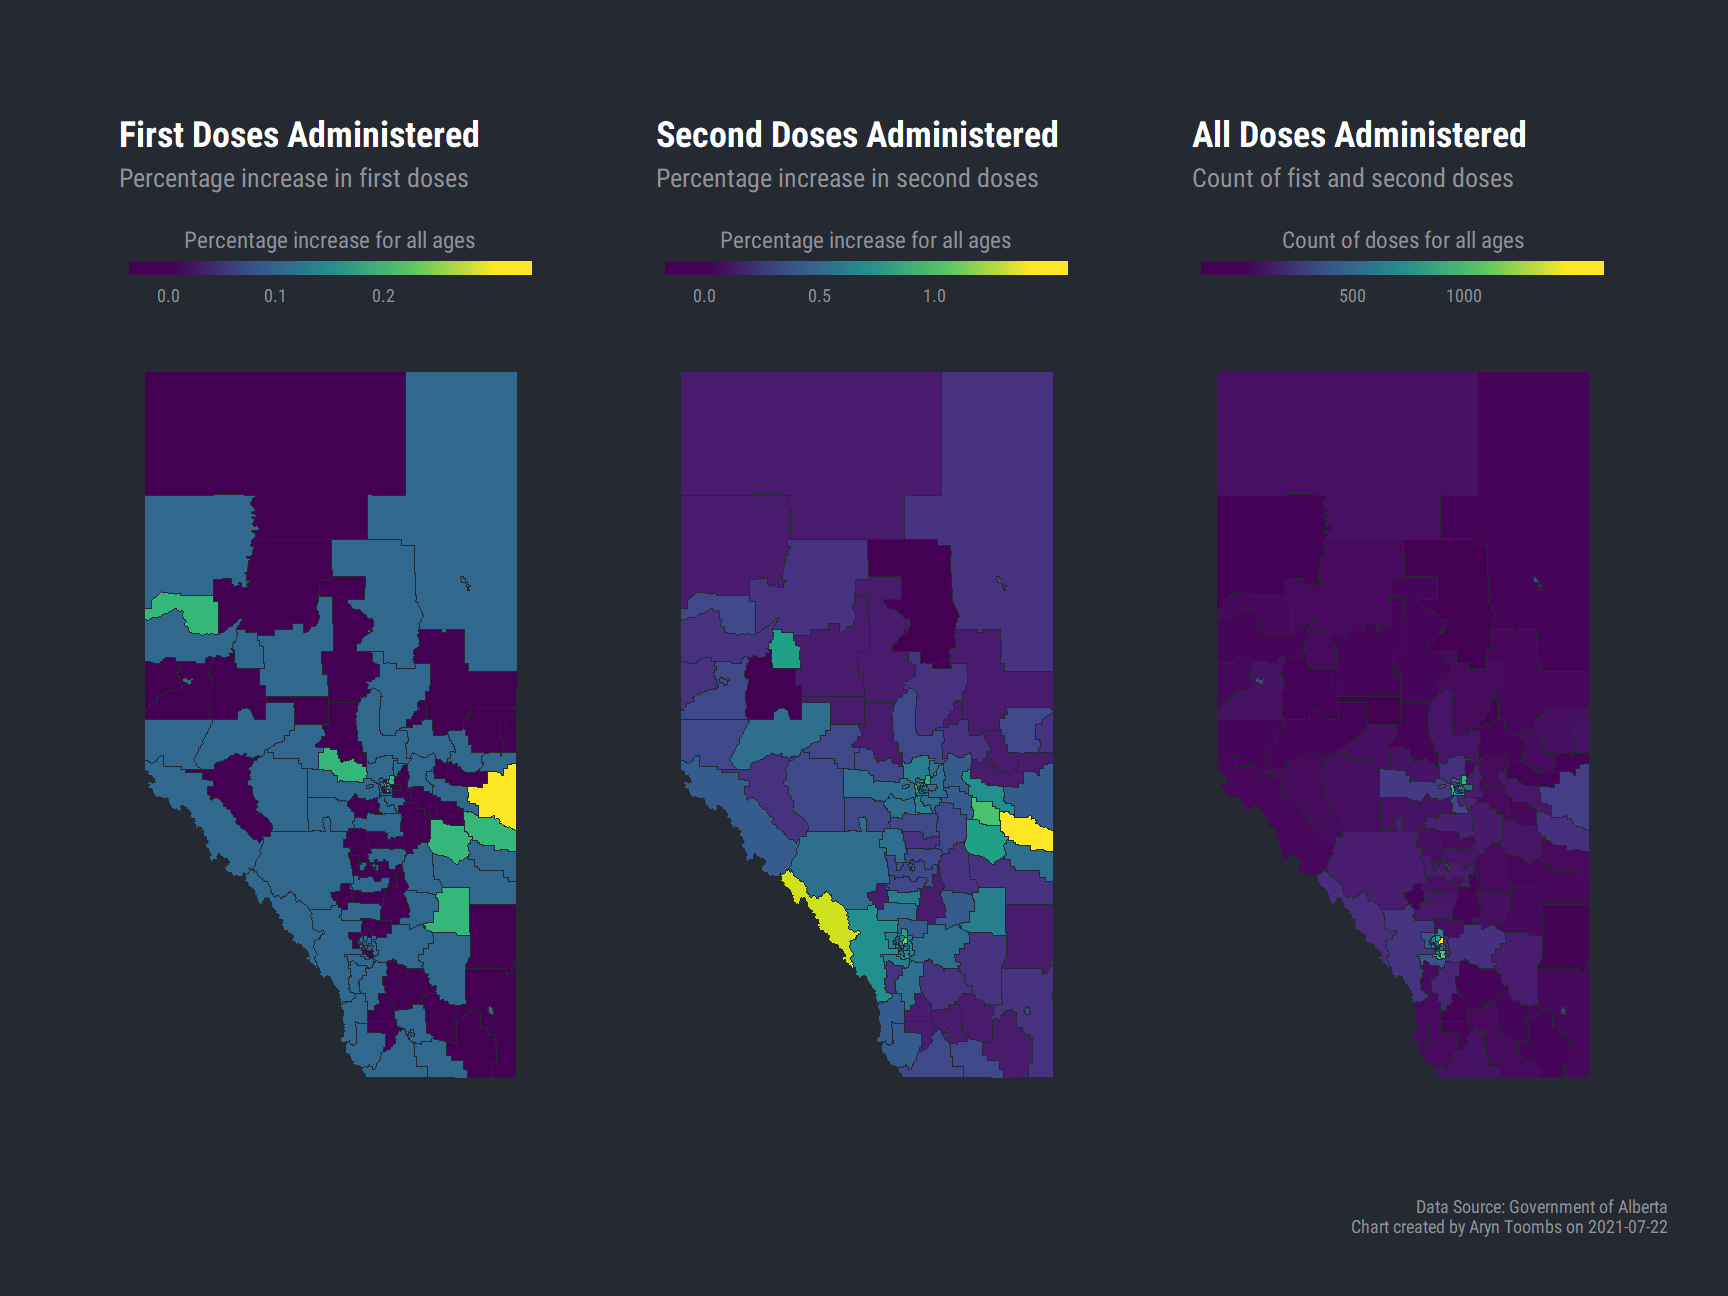 First Doses Administered
Percentage increase in first doses
Percentage increase for all ages
0.0 0.1 0.2
Second Doses Administered
Percentage increase in second doses
Percentage increase for all ages
0.0 0.5 1.0
All Doses Administered
Count of fist and second doses
Count of doses for all ages
500 1000
Data Source: Government of Alberta
Chart created by Aryn Toombs on 2021-07-22